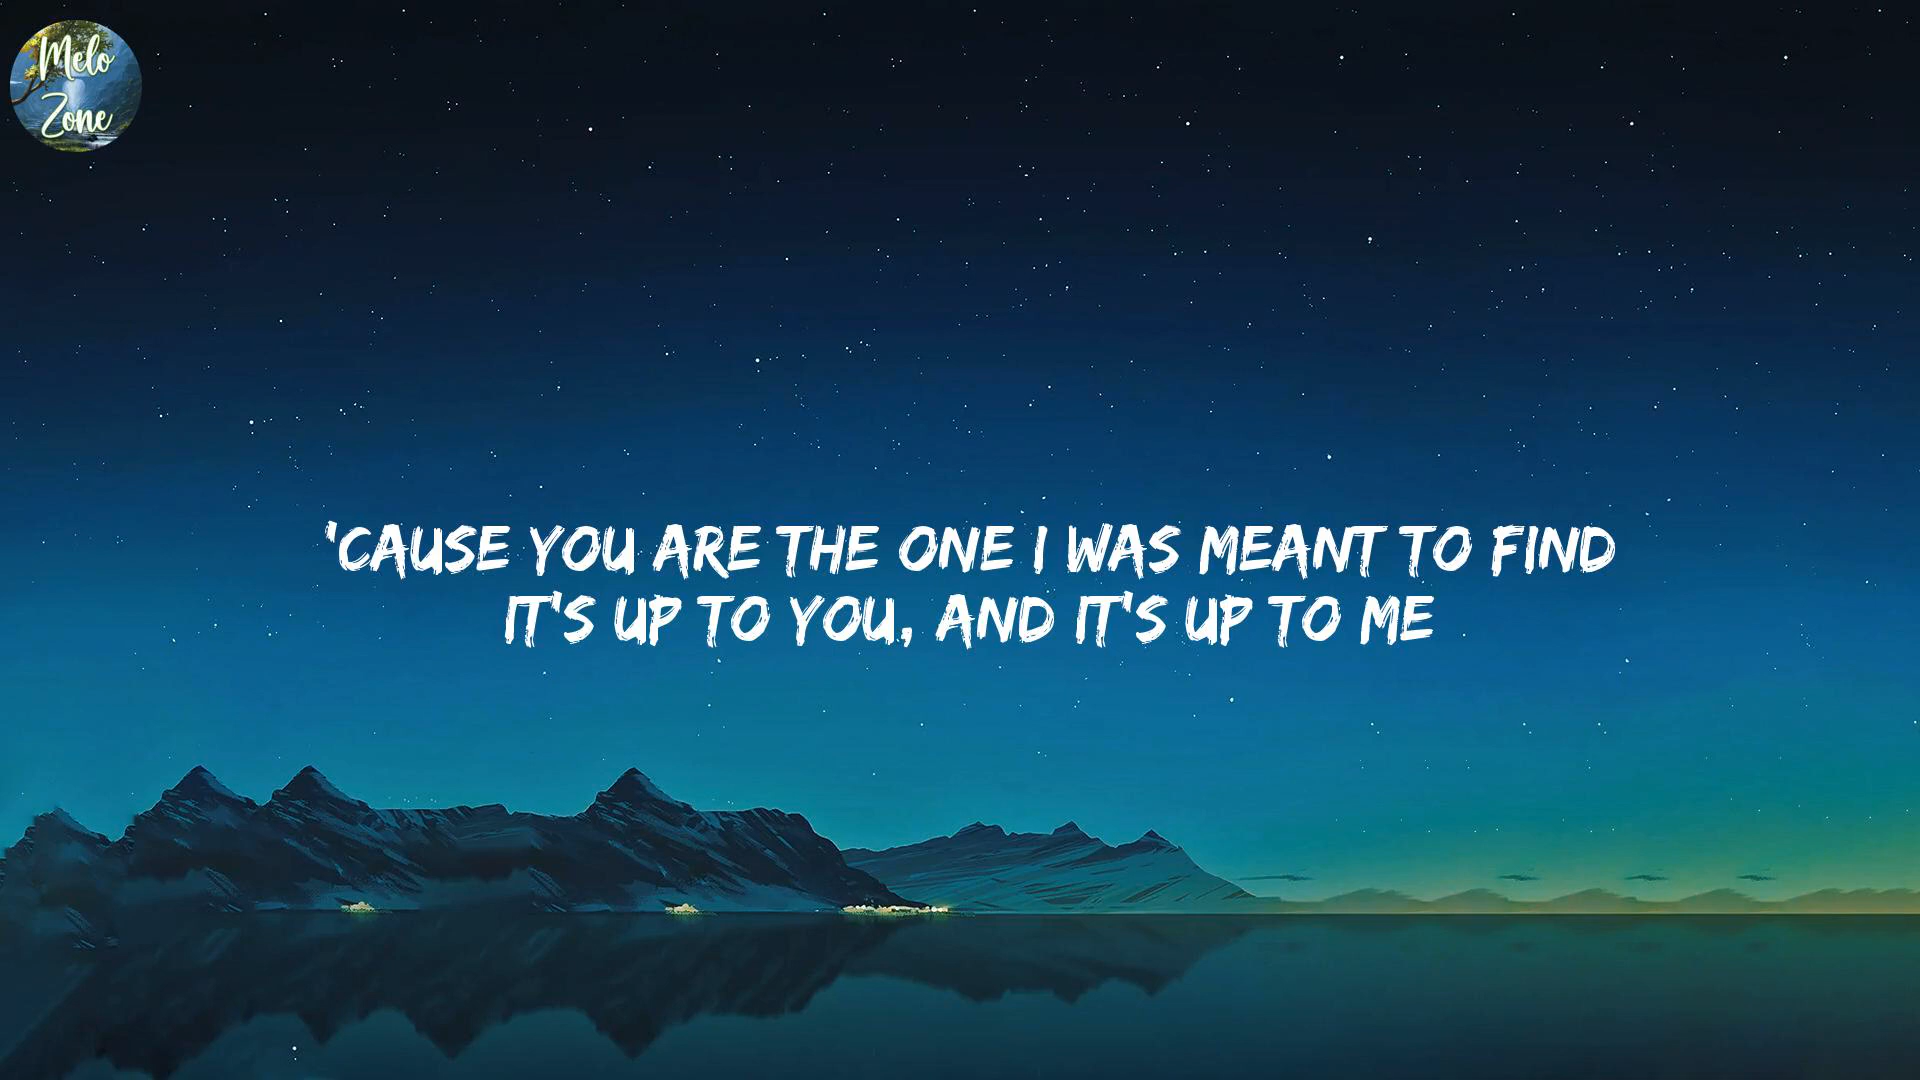 Melo
Zone
'CAUSE YOU ARE THE ONE I WAS MEANT TO FIND
IT'S UP TO YOU, AND IT'S UP TO ME